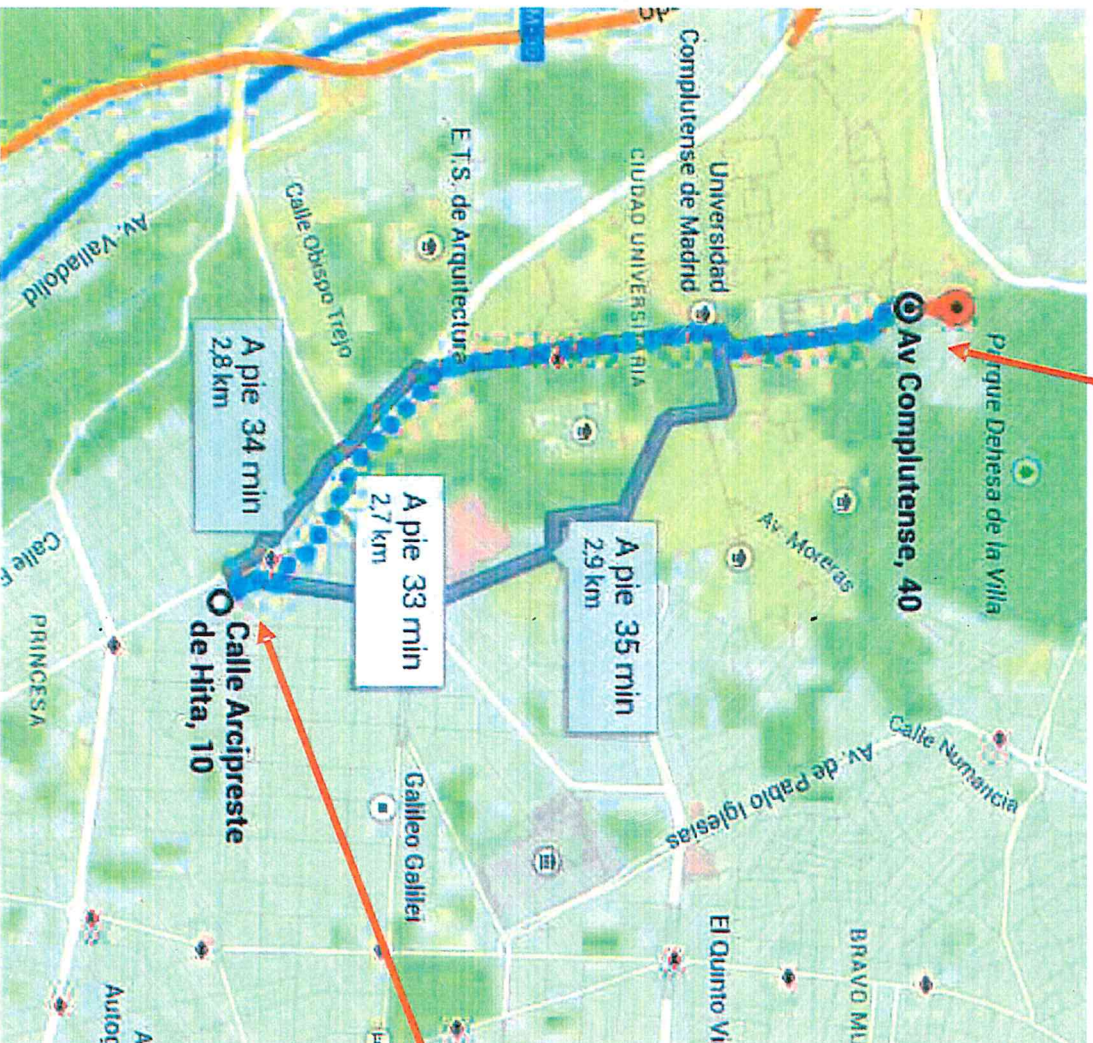 Parque Dehesa de la Villa
Av Complutense, 40
Av. Moreras
Calle Numancia
Av. de Pablo Iglesias
BRAVO MU
El Quinto Vi
Universidad
Complutense de Madrid
CIUDAD UNIVERSITARIA
A pie 35 min
2,9 km
E.T.S. de Arquitectura
A pie 33 min
2,7 km
Galileo Galilei
Calle Obispo Trejo
A pie 34 min
2,8 km
Calle Arcipreste
de Hita, 10
Av. Valladolid
PRINCESA
Autog